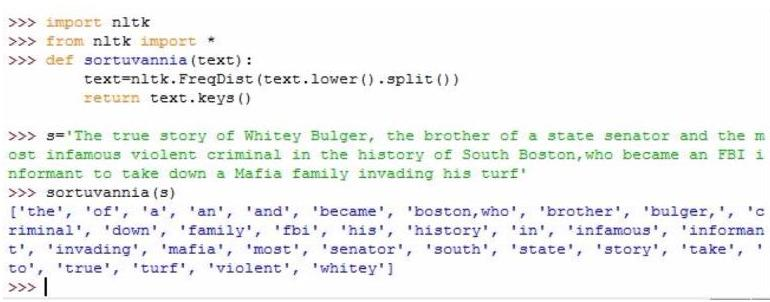 >>> import nltk
>>> from nltk import *
>>> def sortuvannia(text):
        text=nltk.FreqDist(text.lower().split())
        return text.keys()

>>> s='The true story of Whitey Bulger, the brother of a state senator and the m
ost infamous violent criminal in the history of South Boston,who became an FBI i
nformant to take down a Mafia family invading his turf'
>>> sortuvannia(s)
['the', 'of', 'a', 'an', 'and', 'became', 'boston,who', 'brother', 'bulger,', 'c
riminal', 'down', 'family', 'fbi', 'his', 'history', 'in', 'infamous', 'informan
t', 'invading', 'mafia', 'most', 'senator', 'south', 'state', 'story', 'take', '
to', 'true', 'turf', 'violent', 'whitey']
>>>